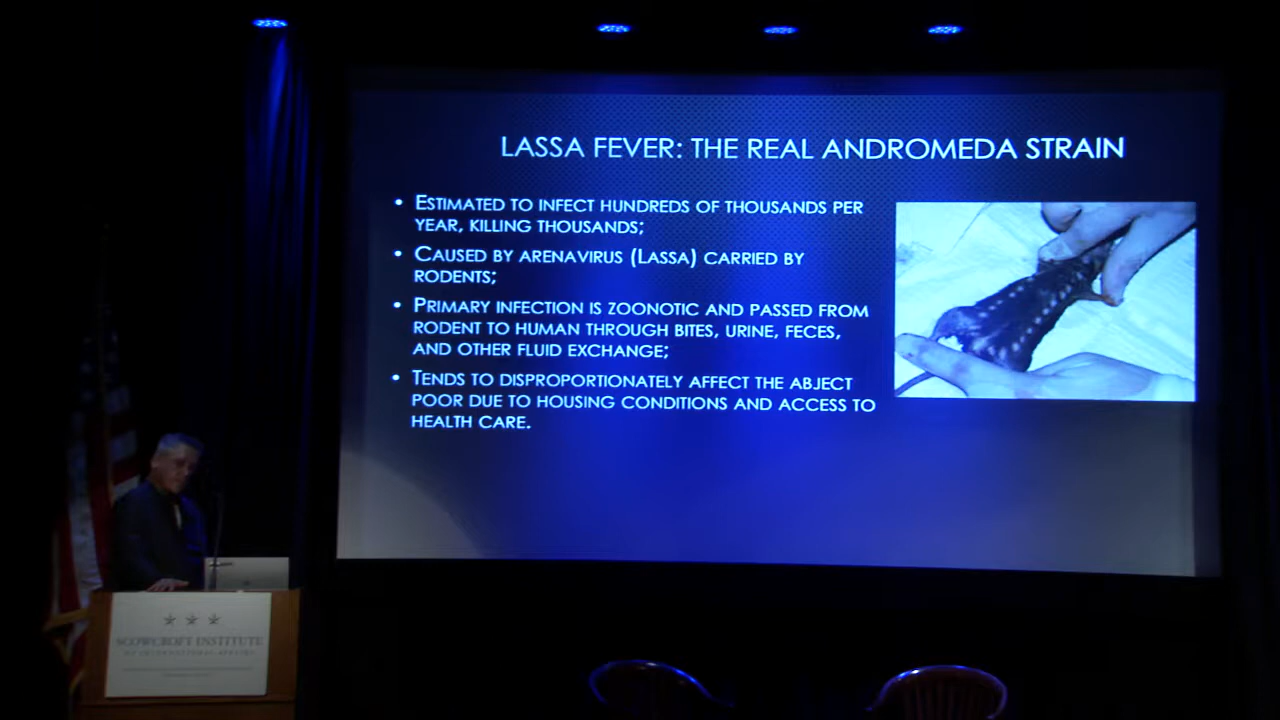 LASSA FEVER: THE REAL ANDROMEDA STRAIN
• ESTIMATED TO INFECT HUNDREDS OF THOUSANDS PER
YEAR, KILLING THOUSANDS;
• CAUSED BY ARENAVIRUS (LASSA) CARRIED BY
RODENTS;
• PRIMARY INFECTION IS ZOONOTIC AND PASSED FROM
RODENT TO HUMAN THROUGH BITES, URINE, FECES,
AND OTHER FLUID EXCHANGE;
• TENDS TO DISPROPORTIONATELY AFFECT THE ABJECT
POOR DUE TO HOUSING CONDITIONS AND ACCESS TO
HEALTH CARE.
SCOWCROFT INSTITUTE
OF INTERNATIONAL AFFAIRS